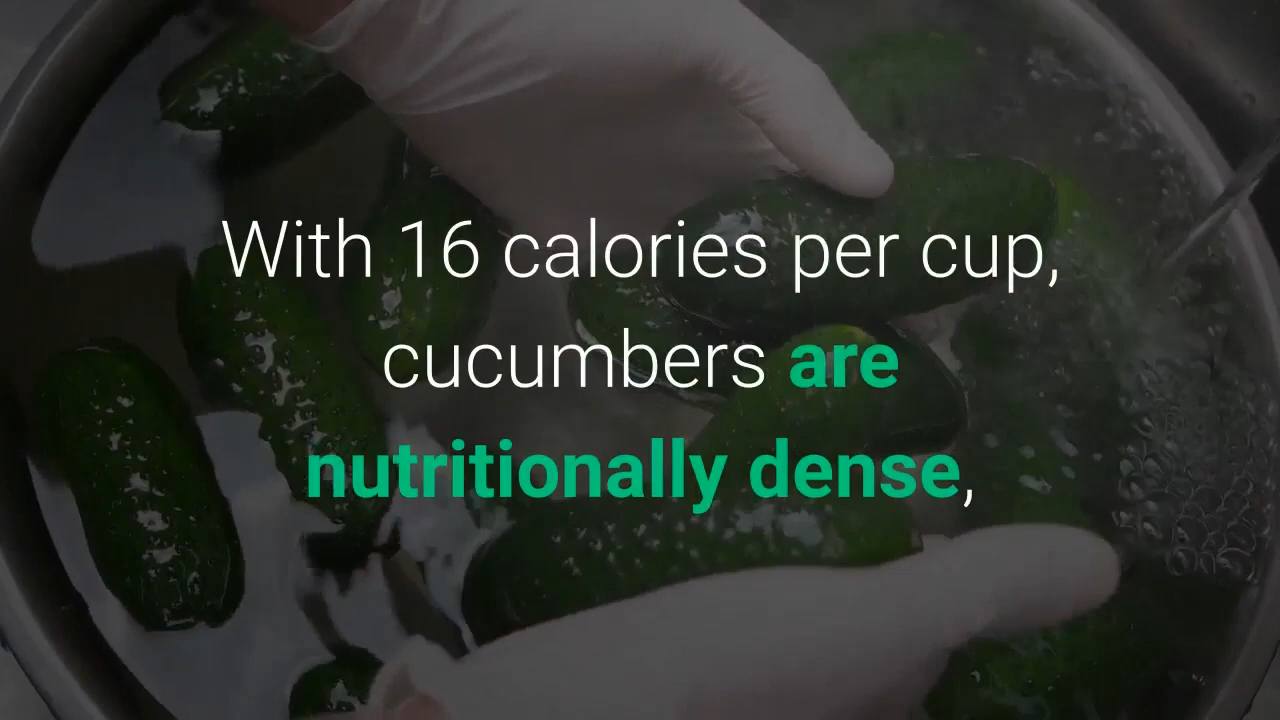 With 16 calories per cup,
cucumbers are
nutritionally dense,